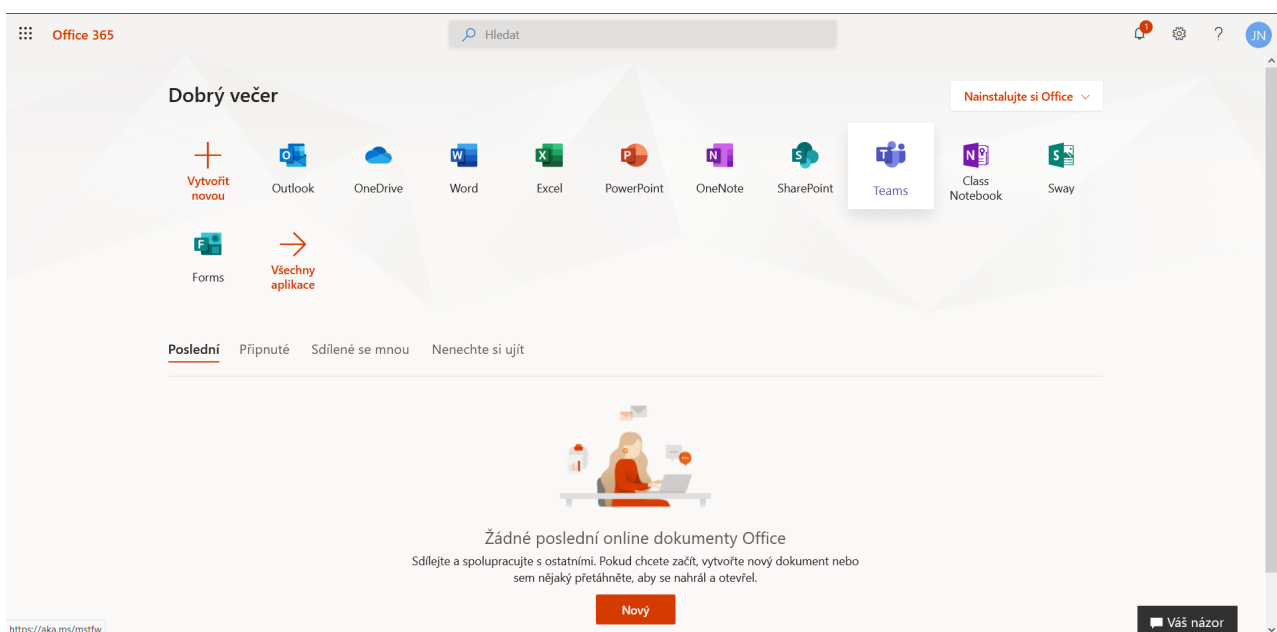 Office 365
Hledat
1
?
JN
Dobrý večer
Nainstalujte si Office
Vytvořit
novou
Outlook
OneDrive
Word
Excel
PowerPoint
OneNote
SharePoint
Teams
Class
Notebook
Sway
Forms
Všechny
aplikace
Poslední Připnuté Sdílené se mnou Nenechte si ujít
Žádné poslední online dokumenty Office
Sdílejte a spolupracujte s ostatními. Pokud chcete začít, vytvořte nový dokument nebo
sem nějaký přetáhněte, aby se nahrál a otevřel.
Nový
Váš názor
https://aka.ms/mstfw